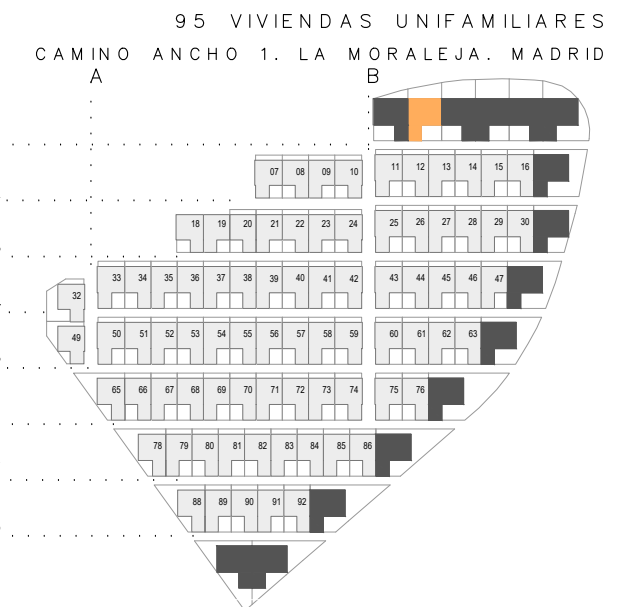 95 VIVIENDAS UNIFAMILIARES
CAMINO ANCHO 1. LA MORALEJA. MADRID
A B
07 08 09 10 11 12 13 14 15 16
18 19 20 21 22 23 24 25 26 27 28 29 30
32 33 34 35 36 37 38 39 40 41 42 43 44 45 46 47
49 50 51 52 53 54 55 56 57 58 59 60 61 62 63
65 66 67 68 69 70 71 72 73 74 75 76
78 79 80 81 82 83 84 85 86
88 89 90 91 92